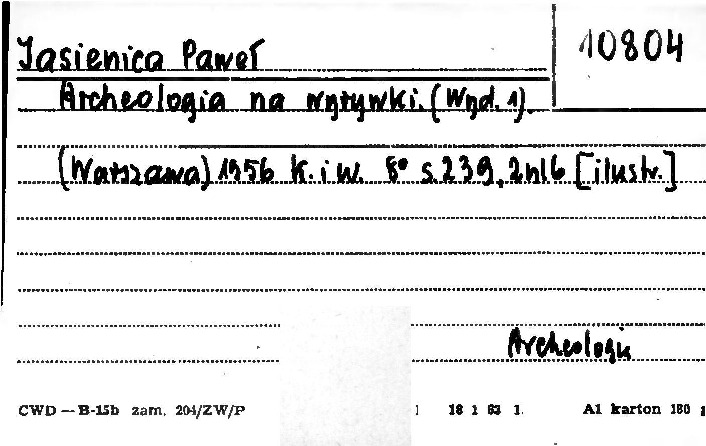 Jasienica Paweł
10804
Archeologia na wyrywki. (Wyd. 1).
(Warszawa) 1956 K. i W. 8° s. 239, 2nlb [ilustr.]
Archeologia
CWD — B-15b zam. 204/ZW/P 18 1 63 1. A1 karton 180 g